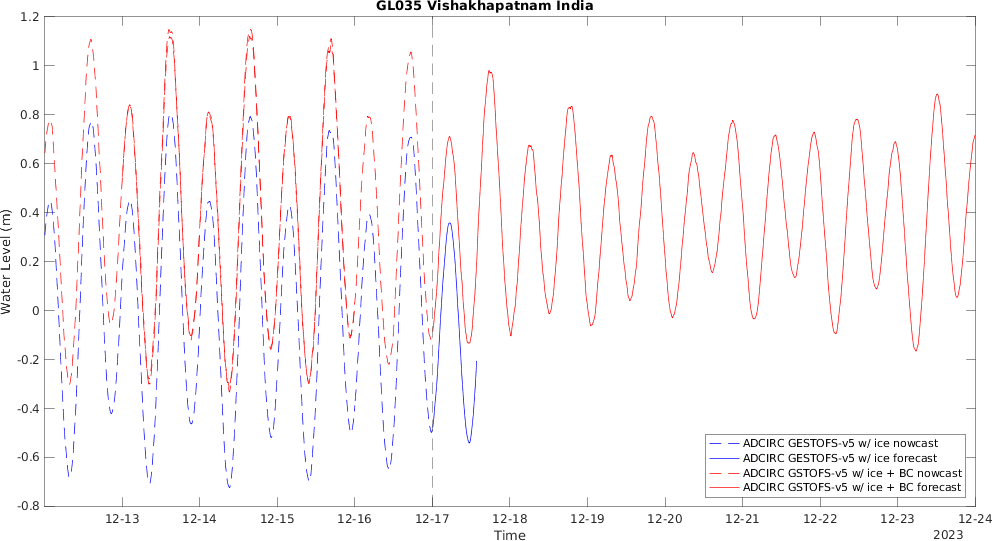 GL035 Vishakhapatnam India
1.2
1
0.8
0.6
0.4
0.2
0
-0.2
-0.4
-0.6
-0.8
Water Level (m)
12-13 12-14 12-15 12-16 12-17 12-18 12-19 12-20 12-21 12-22 12-23 12-24
Time
2023
ADCIRC GESTOFS-v5 w/ ice nowcast
ADCIRC GESTOFS-v5 w/ ice forecast
ADCIRC GSTOFS-v5 w/ ice + BC nowcast
ADCIRC GSTOFS-v5 w/ ice + BC forecast